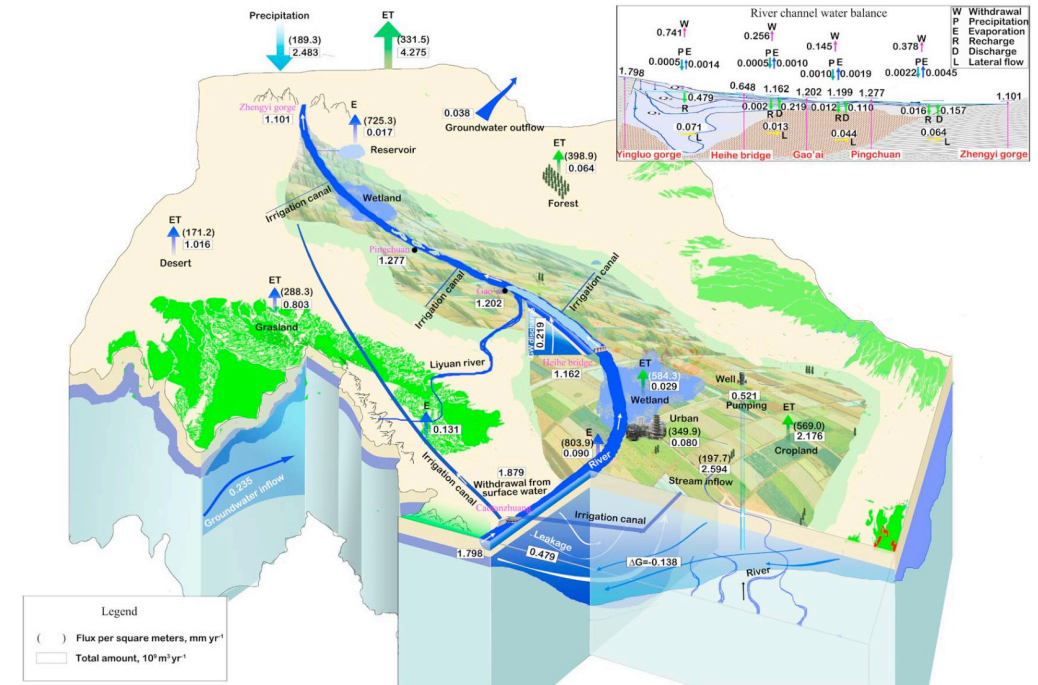 Precipitation
(189.3)
2.483
ET
(331.5)
4.275
River channel water balance
W Withdrawal
P Precipitation
E Evaporation
R Recharge
D Discharge
L Lateral flow
W
0.741
W
0.256
W
0.145
W
0.378
P E
0.0005 0.0014
P E
0.0005 0.0010
P E
0.0010 0.0019
P E
0.0022 0.0045
1.798
0.479
R
0.648
1.162
0.002 0.219
R D
1.202
1.199
0.012 0.110
R D
1.277
0.016 0.157
R D
1.101
0.071
L
0.013
L
0.044
L
0.064
L
Yingluo gorge
Heihe bridge
Gao'ai
Pingchuan
Zhengyi gorge
Zhengyi gorge
1.101
E
(725.3)
0.017
Reservoir
0.038
Groundwater outflow
ET
(398.9)
0.064
Forest
Irrigation canal
Wetland
ET
(171.2)
1.016
Desert
Pingchuan
1.277
Irrigation canal
Irrigation canal
Gao'ai
1.202
ET
(288.3)
0.803
Grasland
0.219
Liyuan river
Heihe bridge
1.162
ET
(584.3)
0.029
Wetland
Well
0.521
Pumping
ET
(569.0)
2.176
Cropland
E
0.131
Urban
(349.9)
0.080
E
(803.9)
0.090
River
(197.7)
2.594
Stream inflow
Irrigation canal
1.879
Withdrawal from
surface water
0.235
Groundwater inflow
Irrigation canal
1.798
Leakage
0.479
ΔG=-0.138
River
Legend
( ) Flux per square meters, mm yr⁻¹
Total amount, 10⁹ m³ yr⁻¹